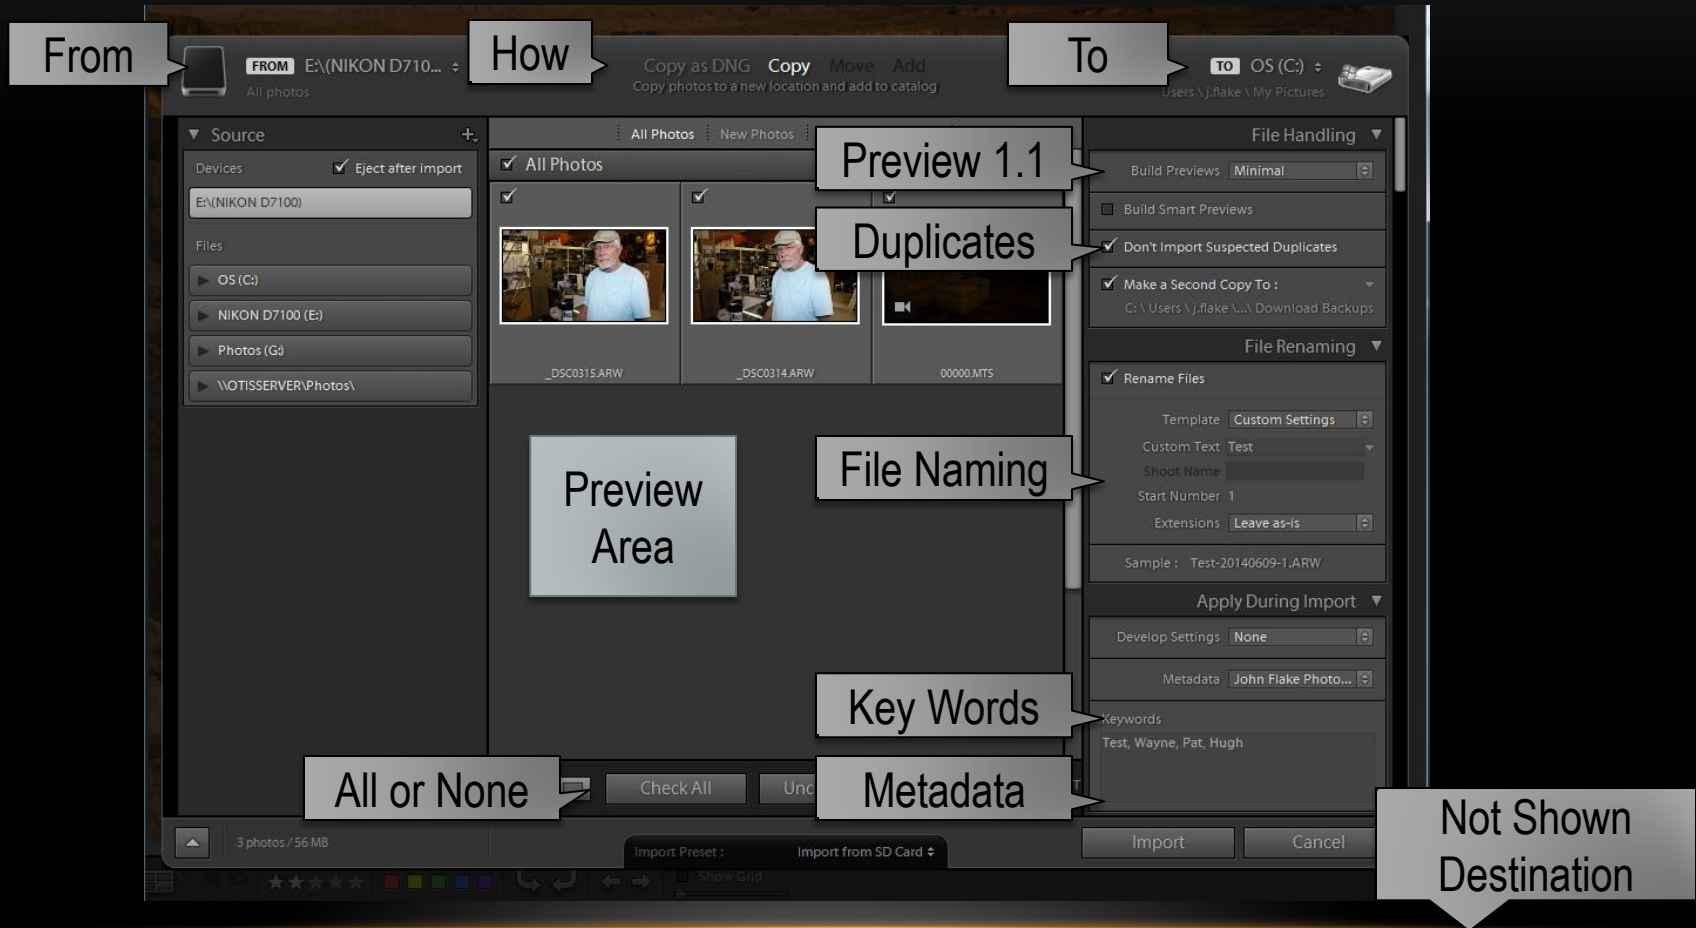 From
FROM E:\(NIKON D710...
All photos
How
Copy as DNG Copy Move Add
Copy photos to a new location and add to catalog
To
TO OS (C:)
Users \ j.flake \ My Pictures
Source
Devices Eject after import
E:\(NIKON D7100)
Files
OS (C:)
NIKON D7100 (E:)
Photos (G:)
\\OTISSERVER\Photos\
All Photos New Photos
All Photos
_DSC0315.ARW
_DSC0314.ARW
00000.MTS
Preview
Area
Preview 1.1
Duplicates
File Naming
Key Words
Metadata
All or None
Check All
File Handling
Build Previews Minimal
Build Smart Previews
Don't Import Suspected Duplicates
Make a Second Copy To :
C: \ Users \ j.flake \...\ Download Backups
File Renaming
Rename Files
Template Custom Settings
Custom Text Test
Shoot Name
Start Number 1
Extensions Leave as-is
Sample : Test-20140609-1.ARW
Apply During Import
Develop Settings None
Metadata John Flake Photo...
Keywords
Test, Wayne, Pat, Hugh
3 photos / 56 MB
Import Preset : Import from SD Card
Import Cancel
Show Grid
Not Shown
Destination